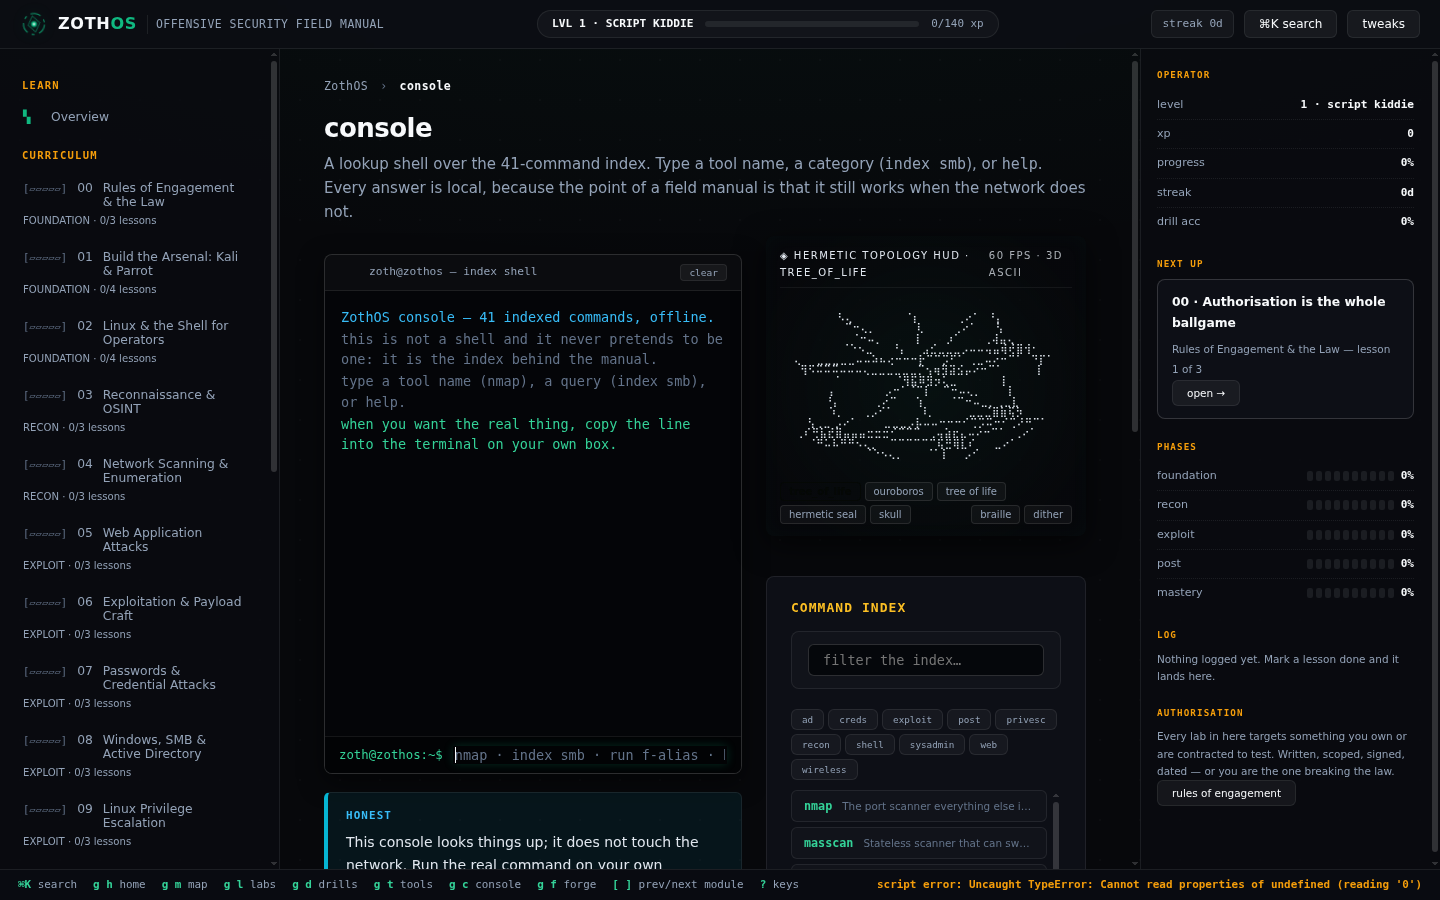 ZOTHOS
OFFENSIVE SECURITY FIELD MANUAL
LVL 1 · SCRIPT KIDDIE
0/140 xp
streak 0d
⌘K search
tweaks
LEARN
Overview
CURRICULUM
[▱▱▱▱▱] 00 Rules of Engagement
& the Law
FOUNDATION · 0/3 lessons
[▱▱▱▱▱] 01 Build the Arsenal: Kali
& Parrot
FOUNDATION · 0/4 lessons
[▱▱▱▱▱] 02 Linux & the Shell for
Operators
FOUNDATION · 0/4 lessons
[▱▱▱▱▱] 03 Reconnaissance &
OSINT
RECON · 0/3 lessons
[▱▱▱▱▱] 04 Network Scanning &
Enumeration
RECON · 0/3 lessons
[▱▱▱▱▱] 05 Web Application
Attacks
EXPLOIT · 0/3 lessons
[▱▱▱▱▱] 06 Exploitation & Payload
Craft
EXPLOIT · 0/3 lessons
[▱▱▱▱▱] 07 Passwords &
Credential Attacks
EXPLOIT · 0/3 lessons
[▱▱▱▱▱] 08 Windows, SMB &
Active Directory
EXPLOIT · 0/3 lessons
[▱▱▱▱▱] 09 Linux Privilege
Escalation
EXPLOIT · 0/3 lessons
ZothOS › console
console
A lookup shell over the 41-command index. Type a tool name, a category (index smb), or help.
Every answer is local, because the point of a field manual is that it still works when the network does
not.
zoth@zothos — index shell
clear
ZothOS console — 41 indexed commands, offline.
this is not a shell and it never pretends to be
one: it is the index behind the manual.
type a tool name (nmap), a query (index smb),
or help.
when you want the real thing, copy the line
into the terminal on your own box.
zoth@zothos:~$ nmap · index smb · run f-alias ·
HONEST
This console looks things up; it does not touch the
network. Run the real command on your own
◈ HERMETIC TOPOLOGY HUD ·
TREE_OF_LIFE
60 FPS · 3D
ASCII
ouroboros
tree of life
hermetic seal
skull
braille
dither
COMMAND INDEX
filter the index…
ad
creds
exploit
post
privesc
recon
shell
sysadmin
web
wireless
nmap The port scanner everything else i…
masscan Stateless scanner that can sw…
OPERATOR
level 1 · script kiddie
xp 0
progress 0%
streak 0d
drill acc 0%
NEXT UP
00 · Authorisation is the whole
ballgame
Rules of Engagement & the Law — lesson
1 of 3
open →
PHASES
foundation 0%
recon 0%
exploit 0%
post 0%
mastery 0%
LOG
Nothing logged yet. Mark a lesson done and it
lands here.
AUTHORISATION
Every lab in here targets something you own or
are contracted to test. Written, scoped, signed,
dated — or you are the one breaking the law.
rules of engagement
⌘K search g h home g m map g l labs g d drills g t tools g c console g f forge [ ] prev/next module ? keys
script error: Uncaught TypeError: Cannot read properties of undefined (reading '0')